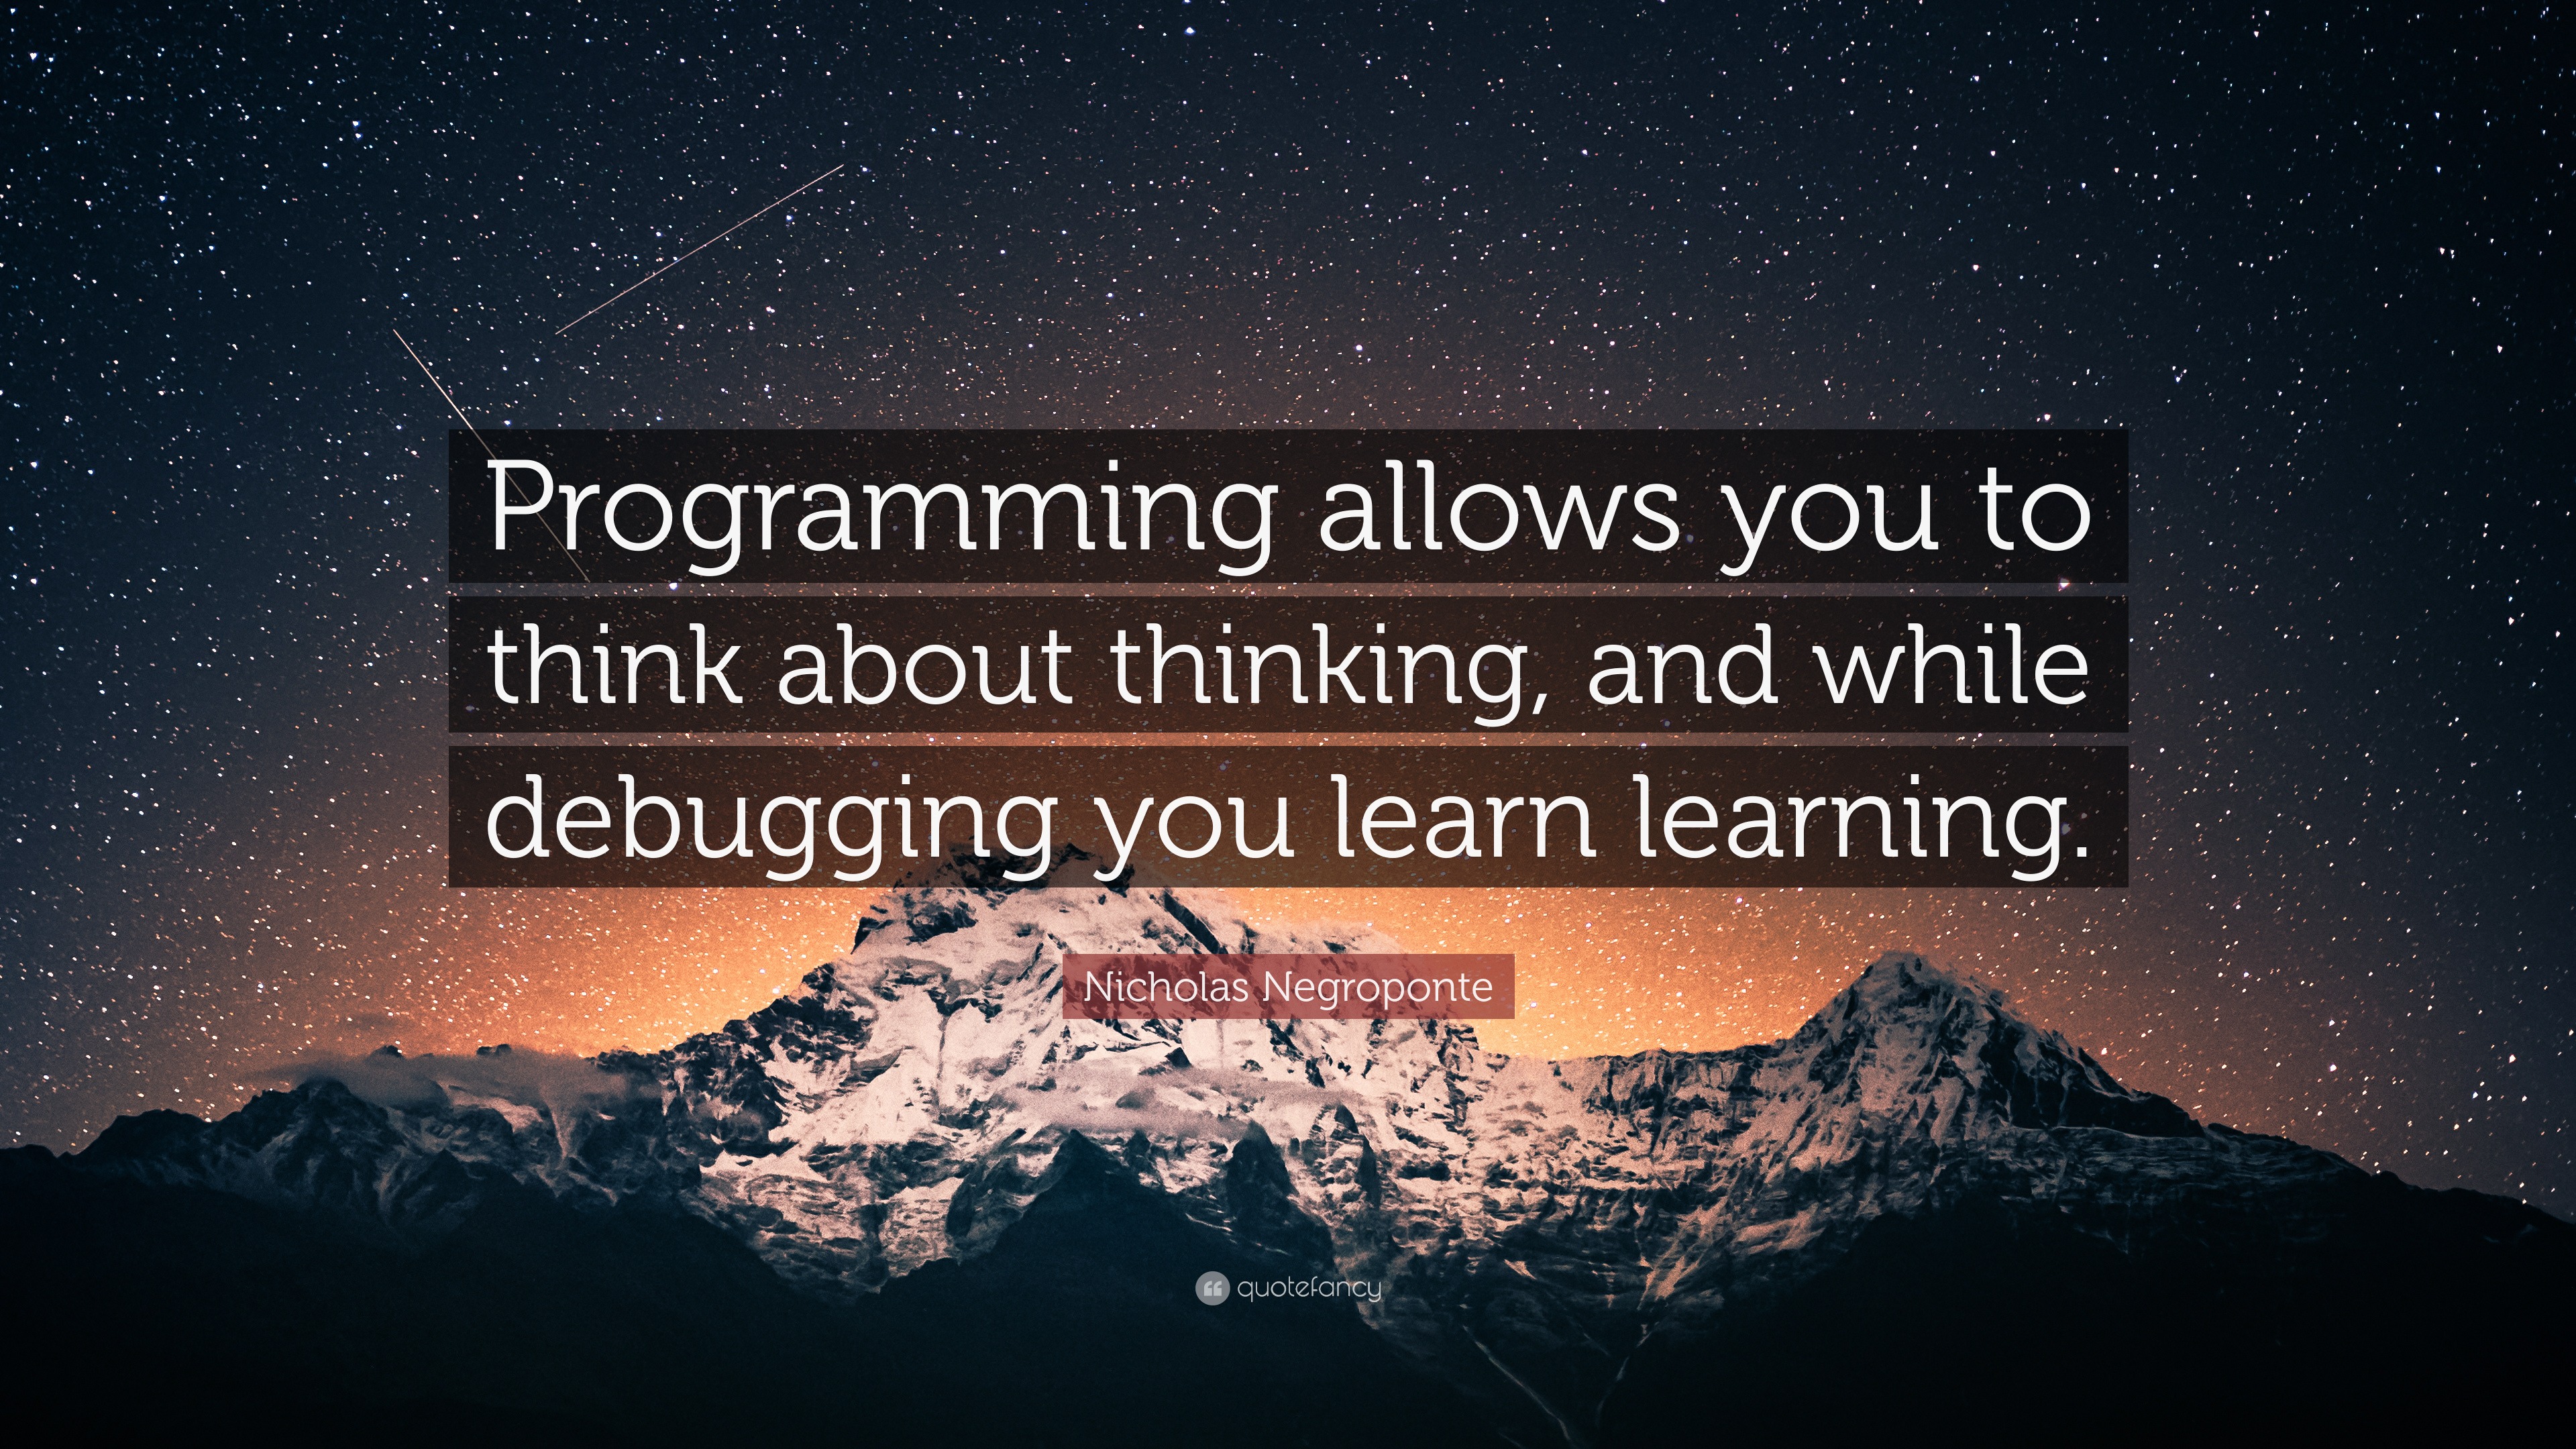 Programming allows you to
think about thinking, and while
debugging you learn learning.
Nicholas Negroponte
quotefancy